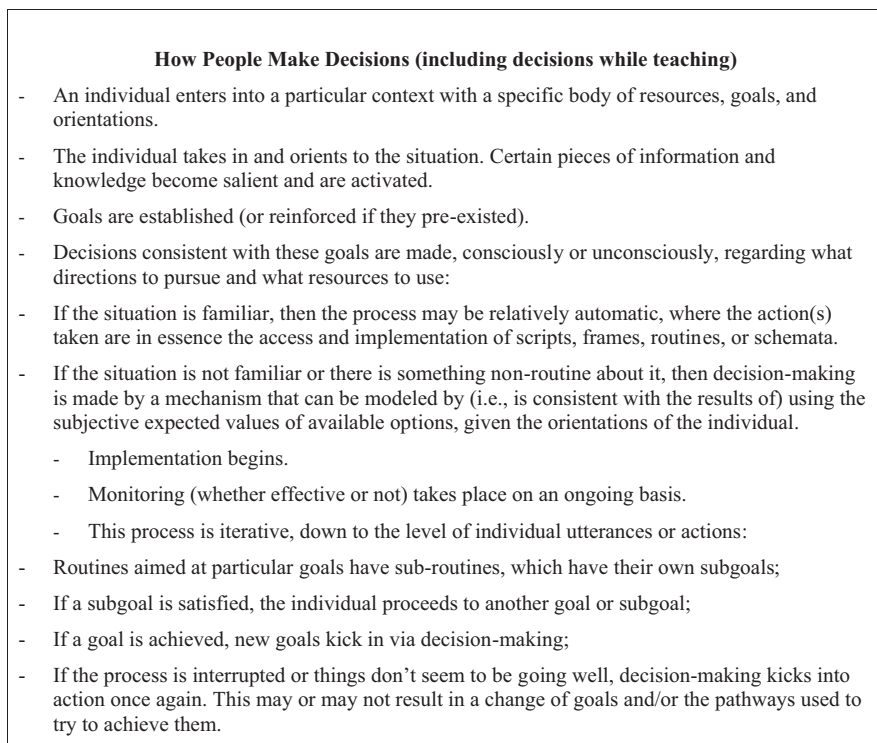 How People Make Decisions (including decisions while teaching)
- An individual enters into a particular context with a specific body of resources, goals, and
orientations.
- The individual takes in and orients to the situation. Certain pieces of information and
knowledge become salient and are activated.
- Goals are established (or reinforced if they pre-existed).
- Decisions consistent with these goals are made, consciously or unconsciously, regarding what
directions to pursue and what resources to use:
- If the situation is familiar, then the process may be relatively automatic, where the action(s)
taken are in essence the access and implementation of scripts, frames, routines, or schemata.
- If the situation is not familiar or there is something non-routine about it, then decision-making
is made by a mechanism that can be modeled by (i.e., is consistent with the results of) using the
subjective expected values of available options, given the orientations of the individual.
- Implementation begins.
- Monitoring (whether effective or not) takes place on an ongoing basis.
- This process is iterative, down to the level of individual utterances or actions:
- Routines aimed at particular goals have sub-routines, which have their own subgoals;
- If a subgoal is satisfied, the individual proceeds to another goal or subgoal;
- If a goal is achieved, new goals kick in via decision-making;
- If the process is interrupted or things don’t seem to be going well, decision-making kicks into
action once again. This may or may not result in a change of goals and/or the pathways used to
try to achieve them.